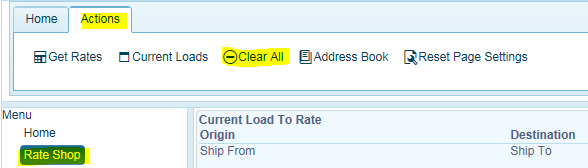 Home Actions
Get Rates Current Loads Clear All Address Book Reset Page Settings
Menu
Home
Rate Shop
Current Load To Rate
Origin Destination
Ship From Ship To